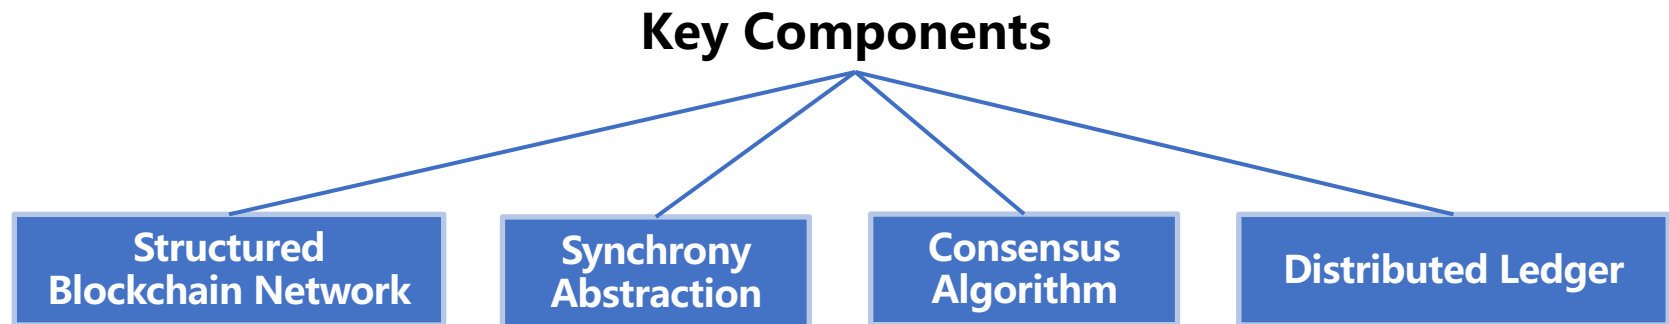 Key Components
Structured
Blockchain Network
Synchrony
Abstraction
Consensus
Algorithm
Distributed Ledger